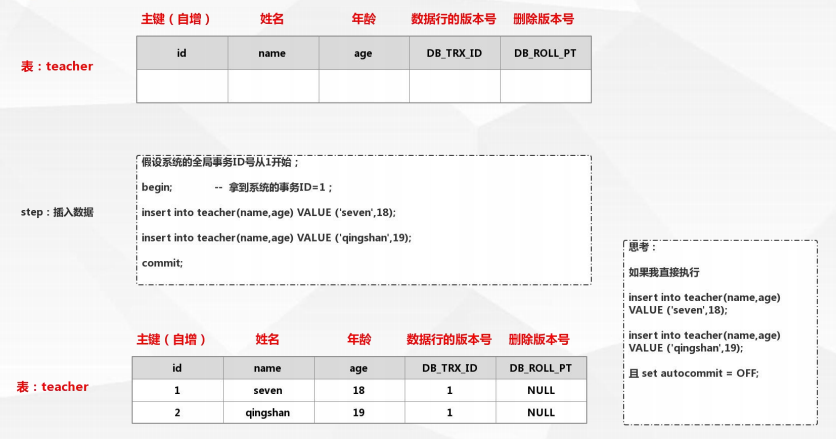 主键（自增）	姓名	年龄	数据行的版本号	删除版本号
表：teacher
id	name	age	DB_TRX_ID	DB_ROLL_PT
假设系统的全局事务ID号从1开始；
begin;	-- 拿到系统的事务ID=1；
step：插入数据
insert into teacher(name,age) VALUE ('seven',18);
insert into teacher(name,age) VALUE ('qingshan',19);
commit;
思考：
如果我直接执行
insert into teacher(name,age)
VALUE ('seven',18);
insert into teacher(name,age)
VALUE ('qingshan',19);
且 set autocommit = OFF;
主键（自增）	姓名	年龄	数据行的版本号	删除版本号
表：teacher
id	name	age	DB_TRX_ID	DB_ROLL_PT
1	seven	18	1	NULL
2	qingshan	19	1	NULL